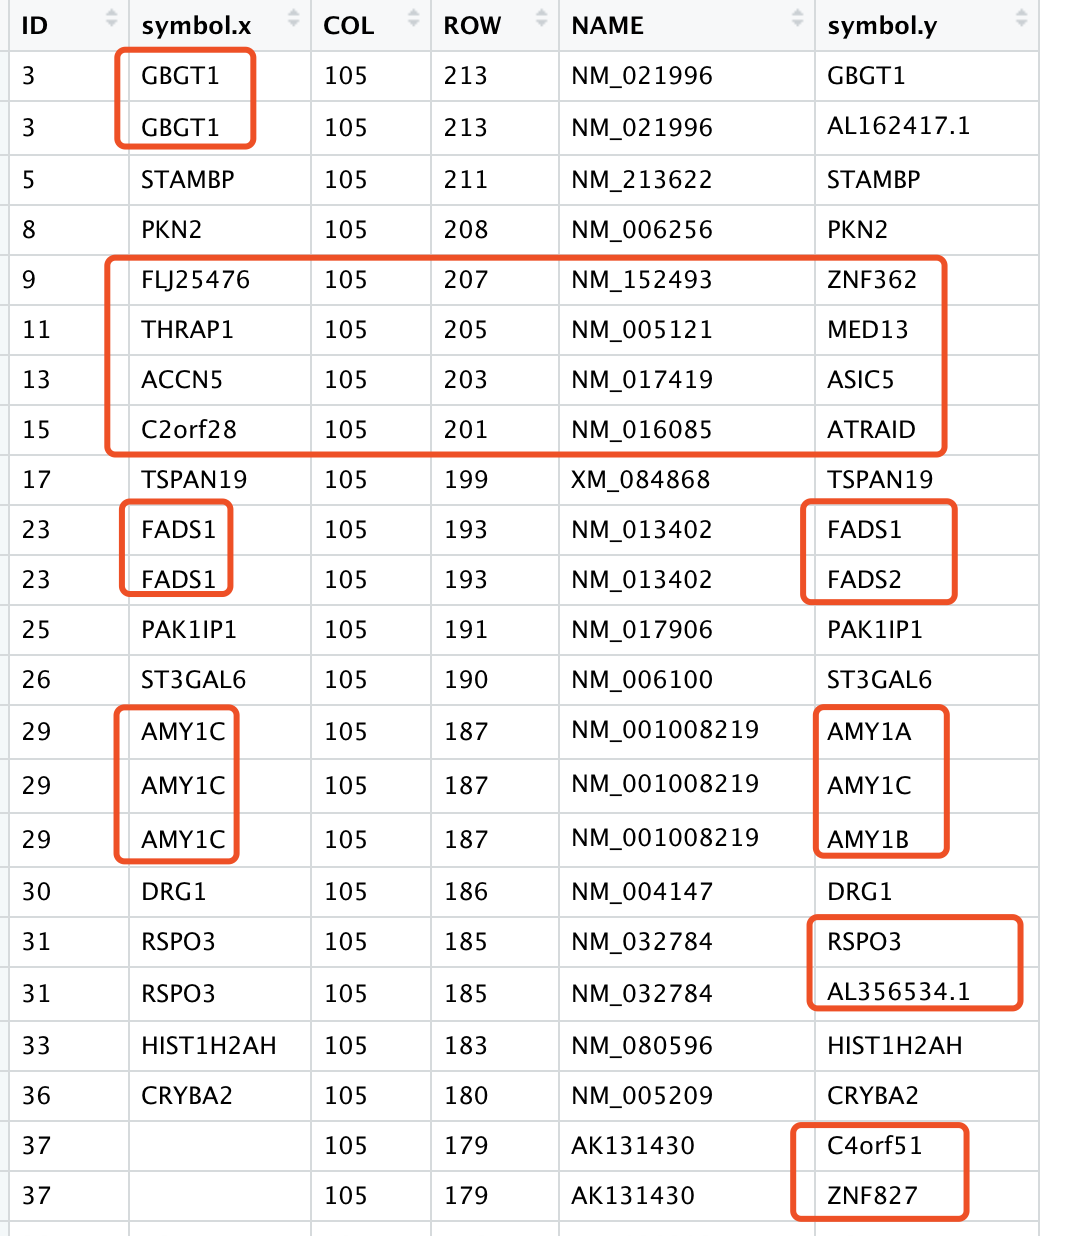 ID symbol.x COL ROW NAME symbol.y
3 GBGT1 105 213 NM_021996 GBGT1
3 GBGT1 105 213 NM_021996 AL162417.1
5 STAMBP 105 211 NM_213622 STAMBP
8 PKN2 105 208 NM_006256 PKN2
9 FLJ25476 105 207 NM_152493 ZNF362
11 THRAP1 105 205 NM_005121 MED13
13 ACCN5 105 203 NM_017419 ASIC5
15 C2orf28 105 201 NM_016085 ATRAID
17 TSPAN19 105 199 XM_084868 TSPAN19
23 FADS1 105 193 NM_013402 FADS1
23 FADS1 105 193 NM_013402 FADS2
25 PAK1IP1 105 191 NM_017906 PAK1IP1
26 ST3GAL6 105 190 NM_006100 ST3GAL6
29 AMY1C 105 187 NM_001008219 AMY1A
29 AMY1C 105 187 NM_001008219 AMY1C
29 AMY1C 105 187 NM_001008219 AMY1B
30 DRG1 105 186 NM_004147 DRG1
31 RSPO3 105 185 NM_032784 RSPO3
31 RSPO3 105 185 NM_032784 AL356534.1
33 HIST1H2AH 105 183 NM_080596 HIST1H2AH
36 CRYBA2 105 180 NM_005209 CRYBA2
37 105 179 AK131430 C4orf51
37 105 179 AK131430 ZNF827